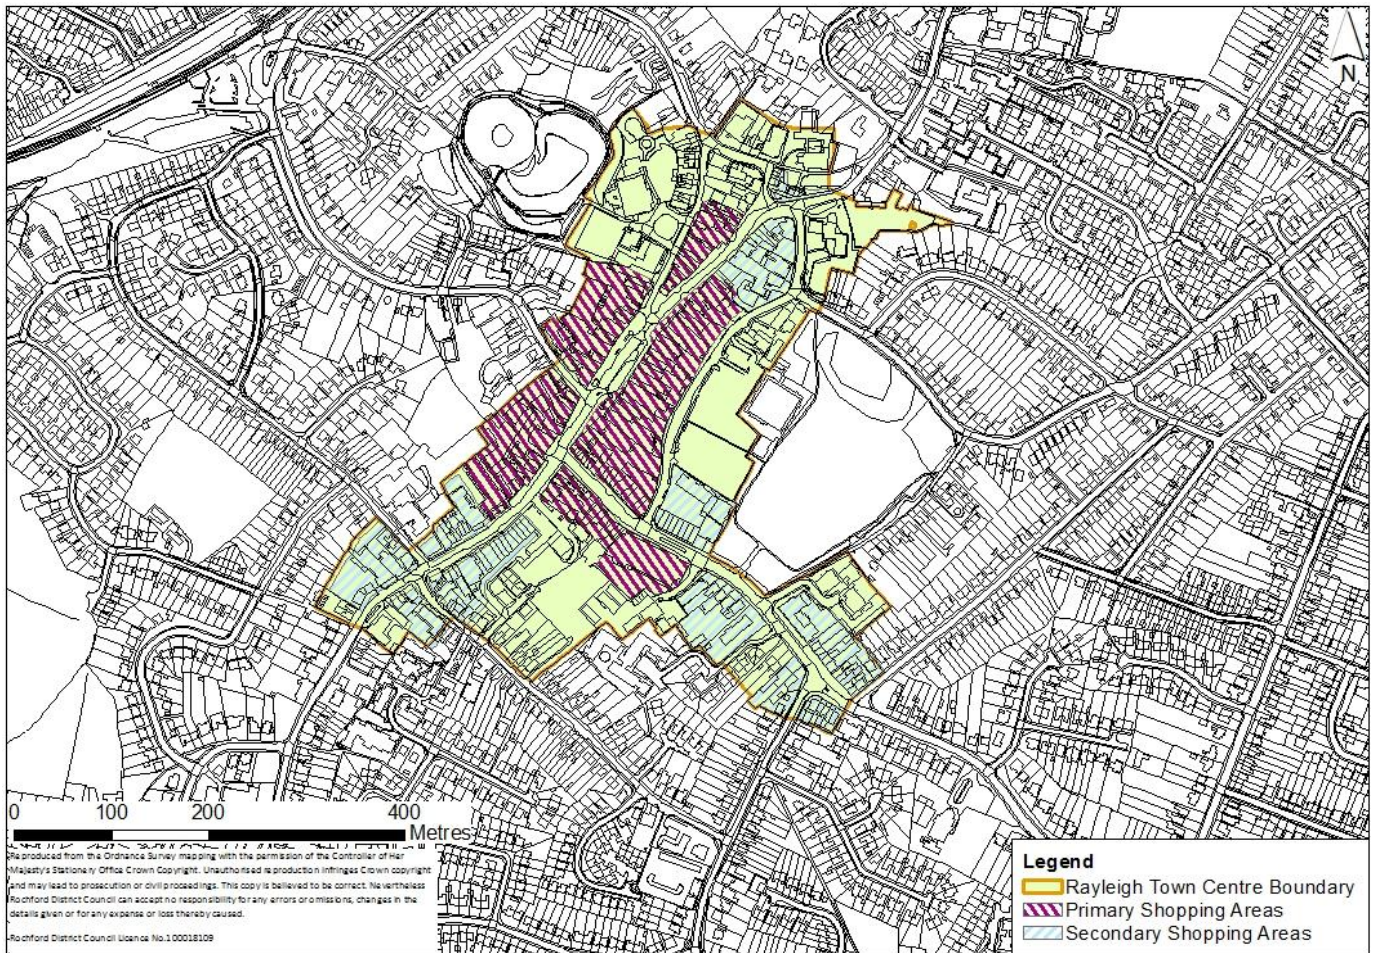 N
0 100 200 400
Metres
Reproduced from the Ordnance Survey mapping with the permission of the Controller of Her
Majesty's Stationery Office Crown Copyright. Unauthorised reproduction infringes Crown copyright
and may lead to prosecution or civil proceedings. This copy is believed to be correct. Nevertheless
Rochford District Council can accept no responsibility for any errors or omissions, changes in the
details given or for any expense or loss thereby caused.
Rochford District Council Licence No.100018109
Legend
Rayleigh Town Centre Boundary
Primary Shopping Areas
Secondary Shopping Areas